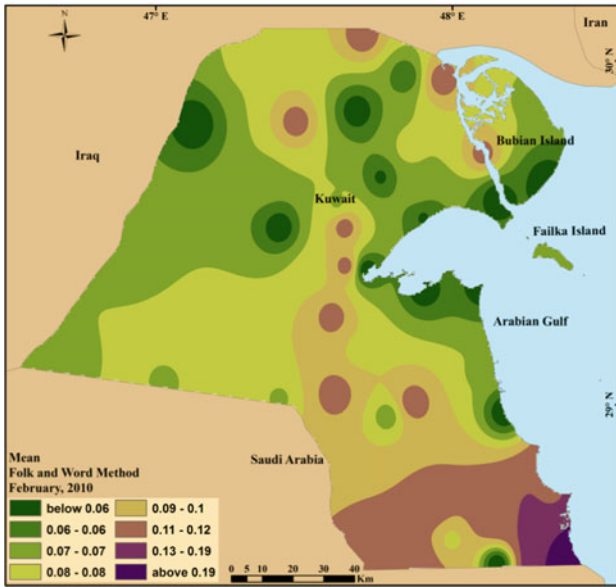 47° E
48° E
Iran
N
30° N
Iraq
Bubian Island
Kuwait
Failka Island
Arabian Gulf
29° N
Saudi Arabia
Mean
Folk and Word Method
February, 2010
below 0.06
0.09 - 0.1
0.06 - 0.06
0.11 - 0.12
0.07 - 0.07
0.13 - 0.19
0.08 - 0.08
above 0.19
0 5 10 20 30 40
Km